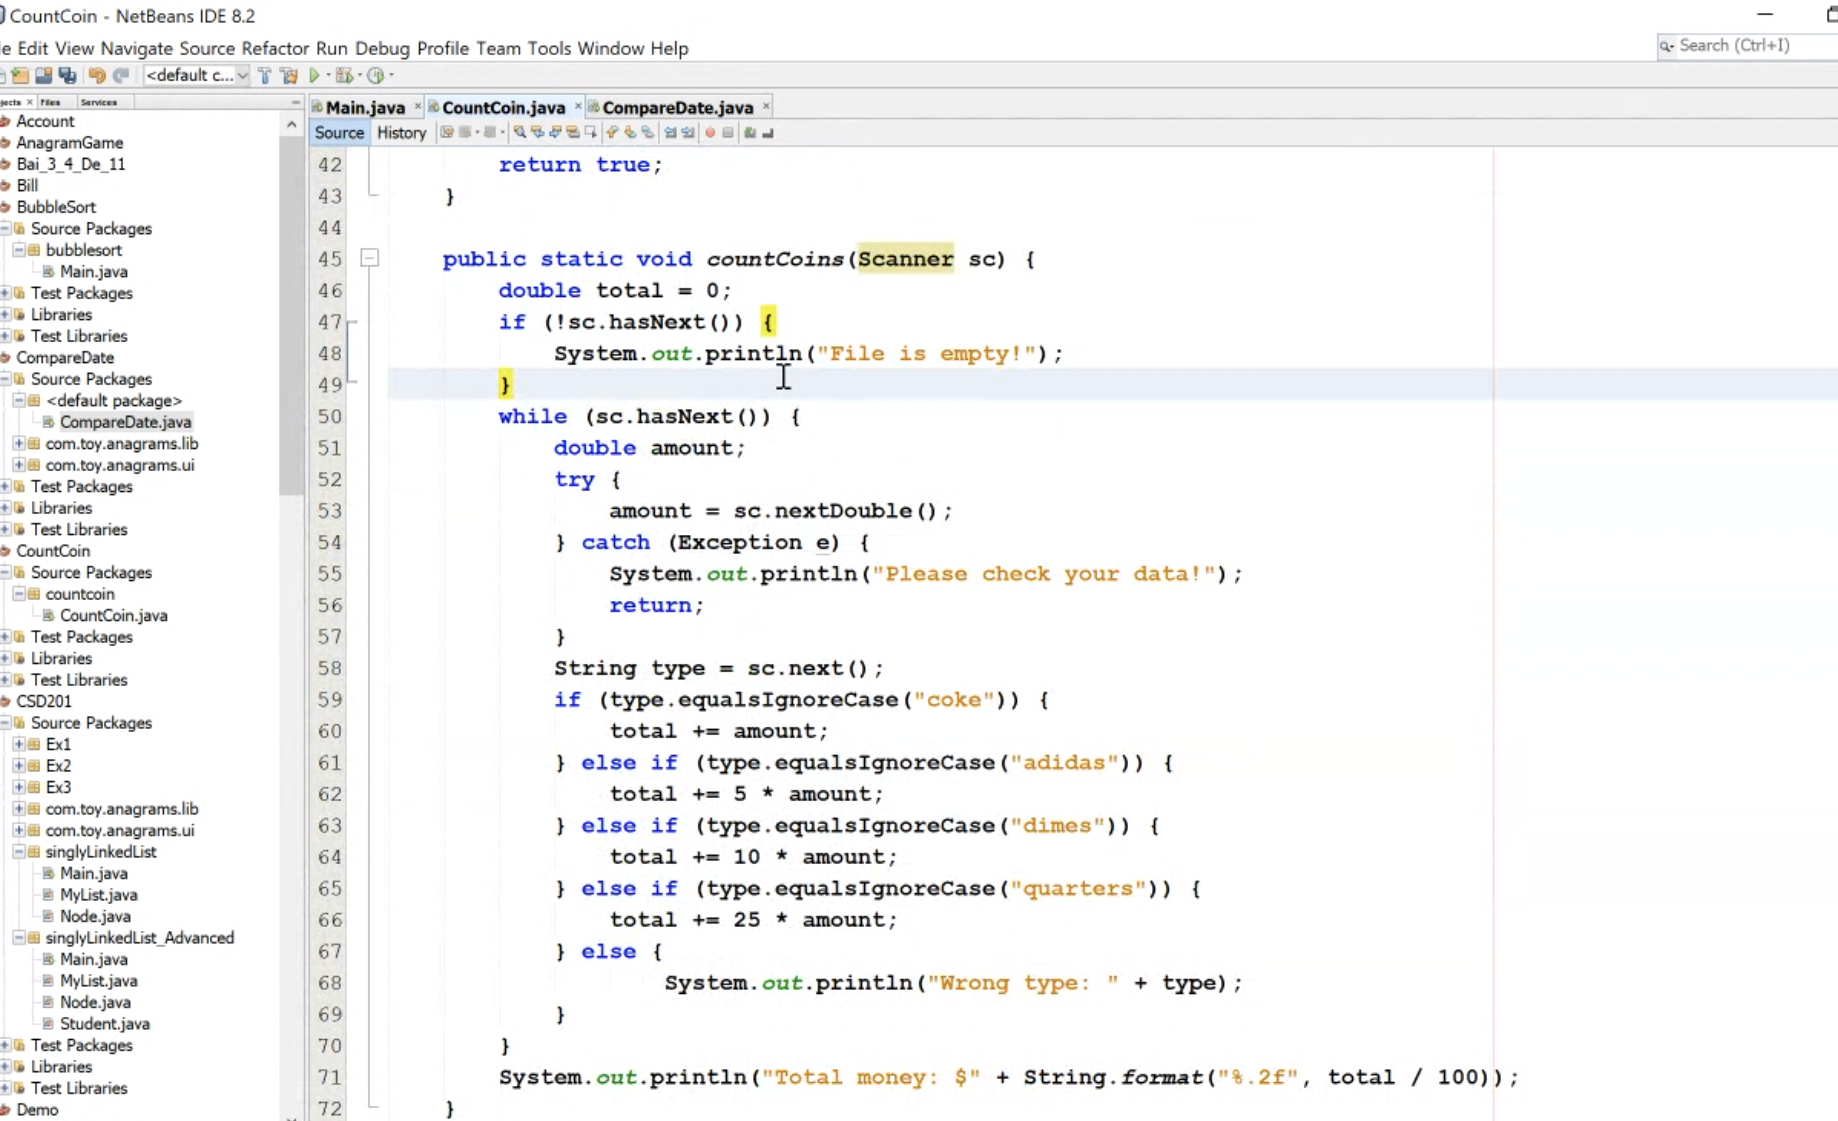 CountCoin - NetBeans IDE 8.2
Edit View Navigate Source Refactor Run Debug Profile Team Tools Window Help
Search (Ctrl+I)
<default c...
Files Services
Main.java CountCoin.java CompareDate.java
Source History
Account
AnagramGame
Bai_3_4_De_11
Bill
BubbleSort
Source Packages
bubblesort
Main.java
Test Packages
Libraries
Test Libraries
CompareDate
Source Packages
<default package>
CompareDate.java
com.toy.anagrams.lib
com.toy.anagrams.ui
Test Packages
Libraries
Test Libraries
CountCoin
Source Packages
countcoin
CountCoin.java
Test Packages
Libraries
Test Libraries
CSD201
Source Packages
Ex1
Ex2
Ex3
com.toy.anagrams.lib
com.toy.anagrams.ui
singlyLinkedList
Main.java
MyList.java
Node.java
singlyLinkedList_Advanced
Main.java
MyList.java
Node.java
Student.java
Test Packages
Libraries
Test Libraries
Demo
42 return true;
43 }
44
45 public static void countCoins(Scanner sc) {
46 double total = 0;
47 if (!sc.hasNext()) {
48 System.out.println("File is empty!");
49 }
50 while (sc.hasNext()) {
51 double amount;
52 try {
53 amount = sc.nextDouble();
54 } catch (Exception e) {
55 System.out.println("Please check your data!");
56 return;
57 }
58 String type = sc.next();
59 if (type.equalsIgnoreCase("coke")) {
60 total += amount;
61 } else if (type.equalsIgnoreCase("adidas")) {
62 total += 5 * amount;
63 } else if (type.equalsIgnoreCase("dimes")) {
64 total += 10 * amount;
65 } else if (type.equalsIgnoreCase("quarters")) {
66 total += 25 * amount;
67 } else {
68 System.out.println("Wrong type: " + type);
69 }
70 }
71 System.out.println("Total money: $" + String.format("%.2f", total / 100));
72 }